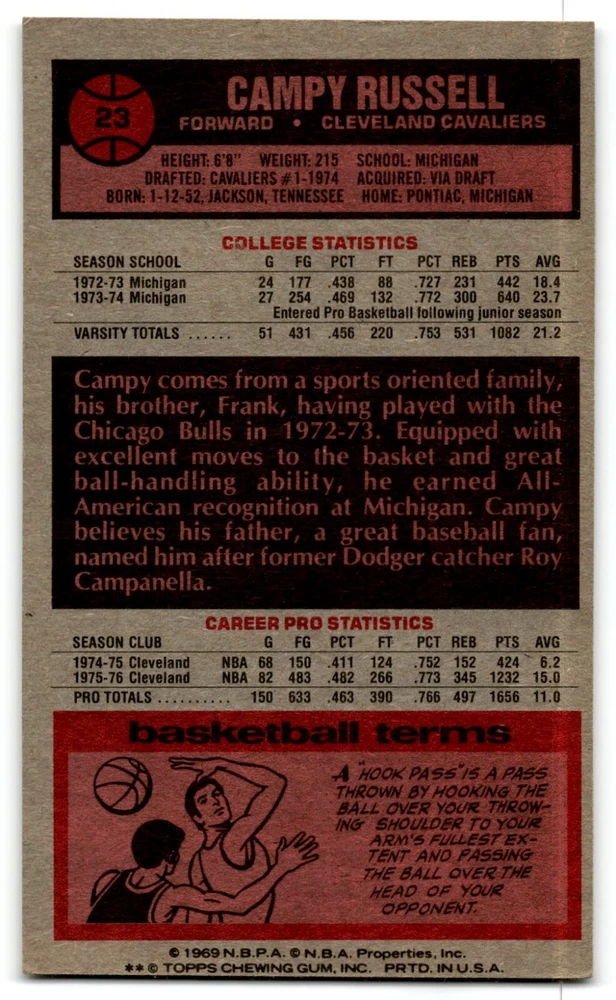 23
CAMPY RUSSELL
FORWARD • CLEVELAND CAVALIERS
HEIGHT: 6'8" WEIGHT: 215 SCHOOL: MICHIGAN
DRAFTED: CAVALIERS #1-1974 ACQUIRED: VIA DRAFT
BORN: 1-12-52, JACKSON, TENNESSEE HOME: PONTIAC, MICHIGAN
COLLEGE STATISTICS
SEASON SCHOOL G FG PCT FT PCT REB PTS AVG
1972-73 Michigan 24 177 .438 88 .727 231 442 18.4
1973-74 Michigan 27 254 .469 132 .772 300 640 23.7
Entered Pro Basketball following junior season
VARSITY TOTALS ...... 51 431 .456 220 .753 531 1082 21.2
Campy comes from a sports oriented family,
his brother, Frank, having played with the
Chicago Bulls in 1972-73. Equipped with
excellent moves to the basket and great
ball-handling ability, he earned All-
American recognition at Michigan. Campy
believes his father, a great baseball fan,
named him after former Dodger catcher Roy
Campanella.
CAREER PRO STATISTICS
SEASON CLUB G FG PCT FT PCT REB PTS AVG
1974-75 Cleveland NBA 68 150 .411 124 .752 152 424 6.2
1975-76 Cleveland NBA 82 483 .482 266 .773 345 1232 15.0
PRO TOTALS .......... 150 633 .463 390 .766 497 1656 11.0
basketball terms
A "HOOK PASS" IS A PASS
THROWN BY HOOKING THE
BALL OVER YOUR THROW-
ING SHOULDER TO YOUR
ARM'S FULLEST EX-
TENT AND PASSING
THE BALL OVER THE
HEAD OF YOUR
OPPONENT.
© 1969 N.B.P.A. © N.B.A. Properties, Inc.
** © TOPPS CHEWING GUM, INC. PRTD. IN U.S.A.